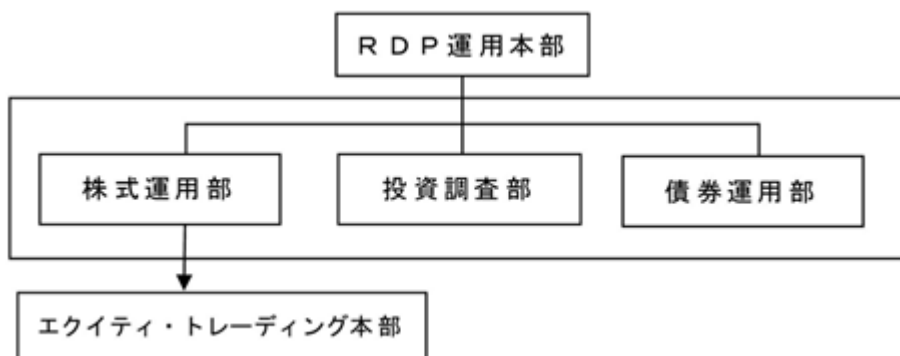 ＲＤＰ運用本部
株式運用部
投資調査部
債券運用部
エクイティ・トレーディング本部